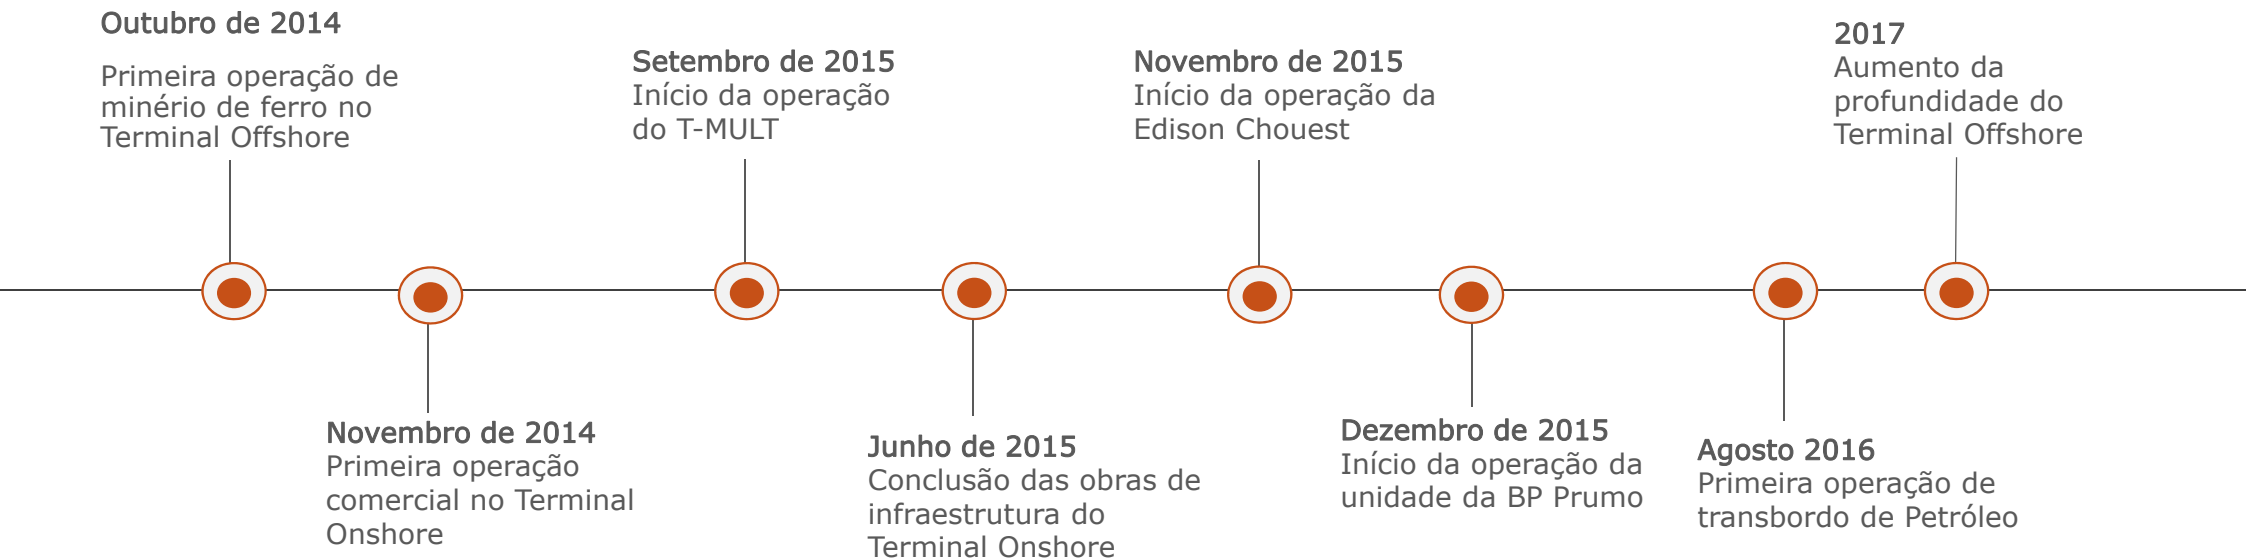 Outubro de 2014
Primeira operação de
minério de ferro no
Terminal Offshore
Novembro de 2014
Primeira operação
comercial no Terminal
Onshore
Setembro de 2015
Início da operação
do T-MULT
Junho de 2015
Conclusão das obras de
infraestrutura do
Terminal Onshore
Novembro de 2015
Início da operação da
Edison Chouest
Dezembro de 2015
Início da operação da
unidade da BP Prumo
Agosto 2016
Primeira operação de
transbordo de Petróleo
2017
Aumento da
profundidade do
Terminal Offshore